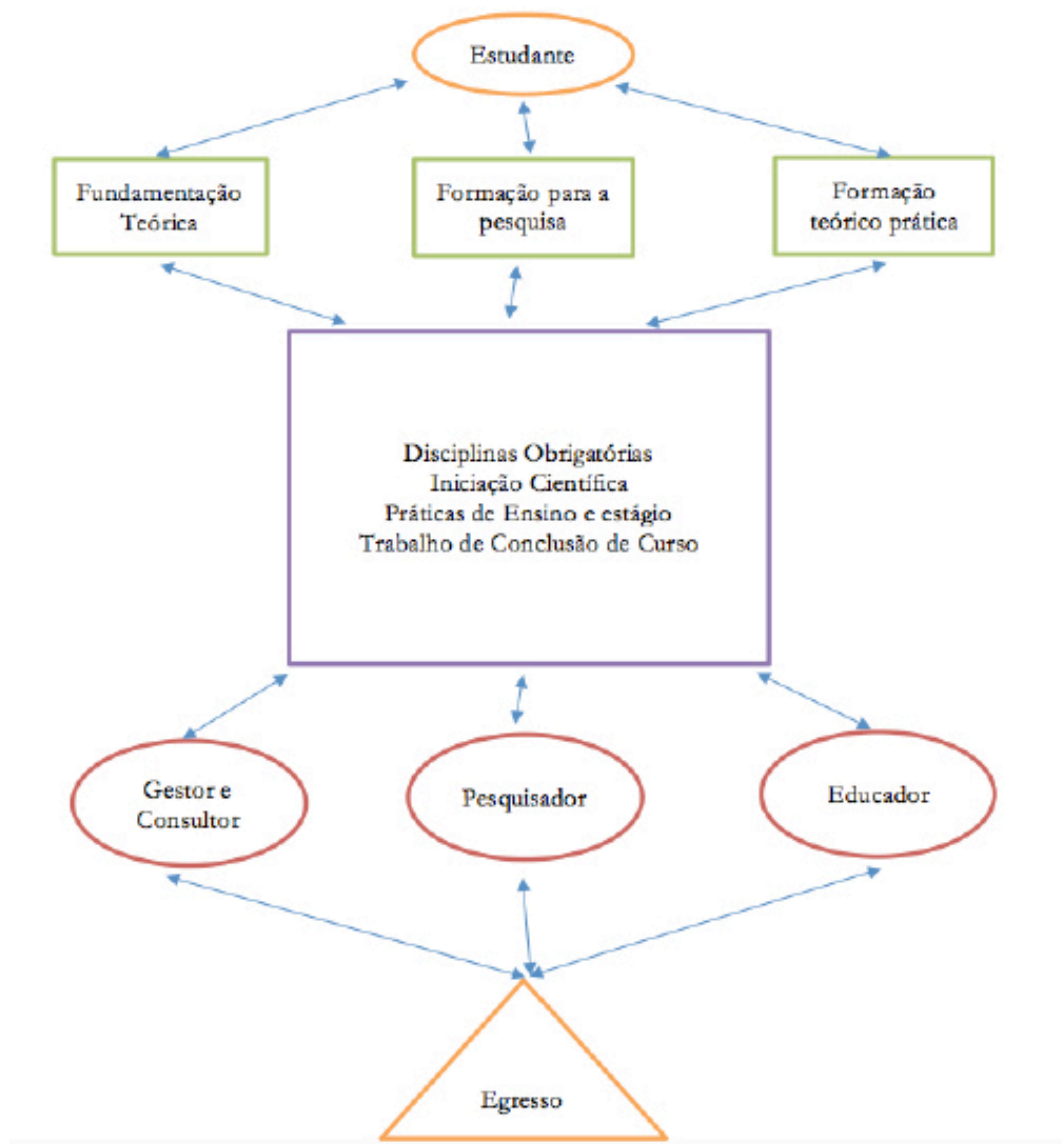 Estudante
Fundamentação
Teórica
Formação para a
pesquisa
Formação
teórico prática
Disciplinas Obrigatórias
Iniciação Científica
Práticas de Ensino e estágio
Trabalho de Conclusão de Curso
Gestor e
Consultor
Pesquisador
Educador
Egresso